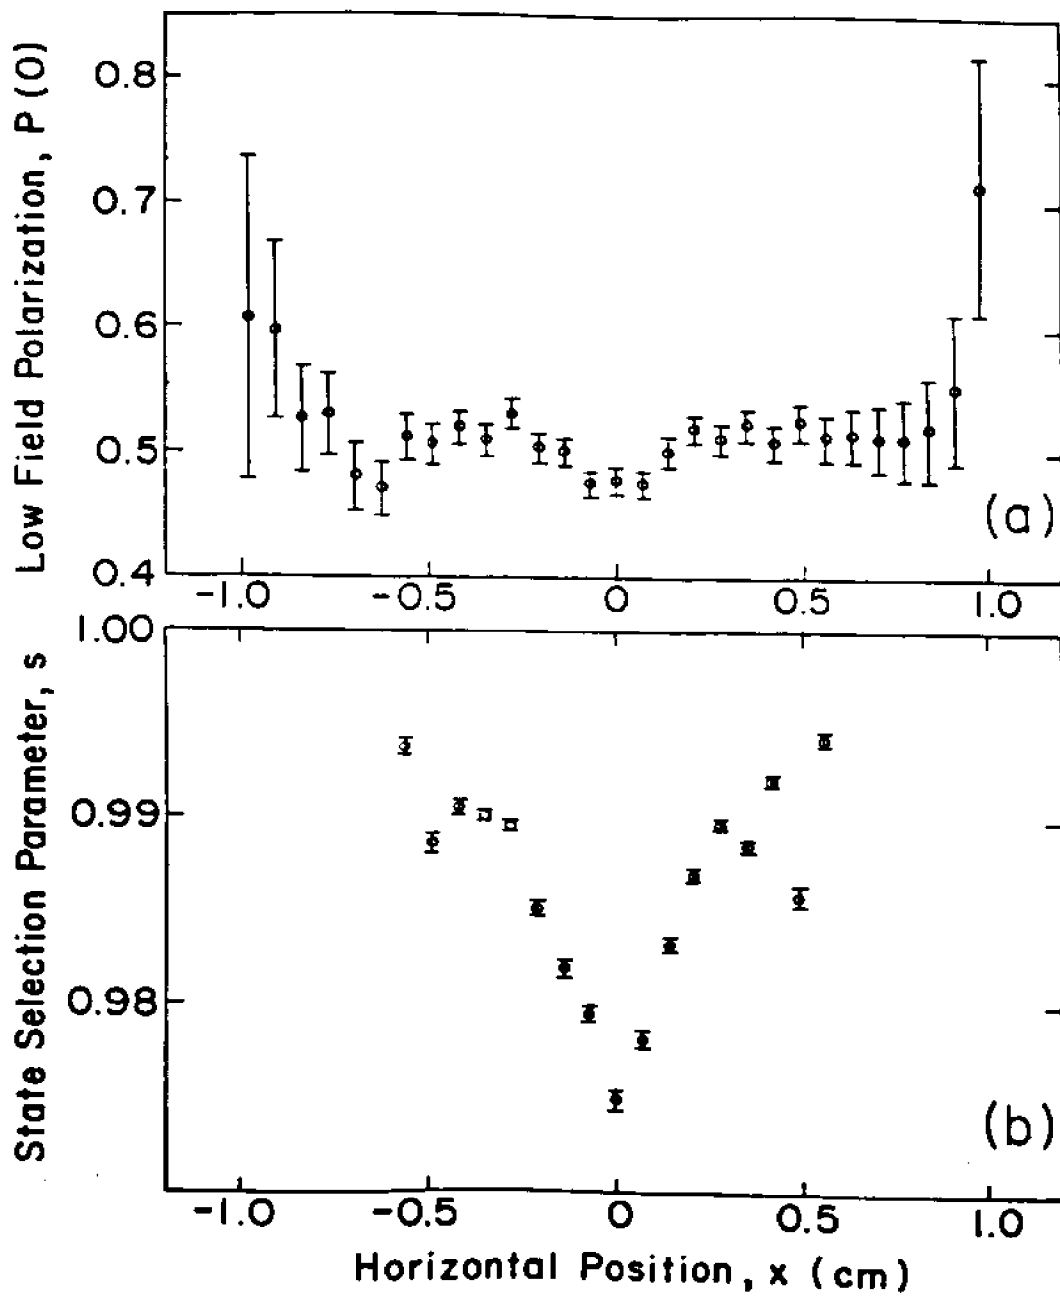 Low Field Polarization, P(0)
0.8
0.7
0.6
0.5
0.4
(a)
-1.0 -0.5 0 0.5 1.0
State Selection Parameter, s
1.00
0.99
0.98
(b)
-1.0 -0.5 0 0.5 1.0
Horizontal Position, x (cm)